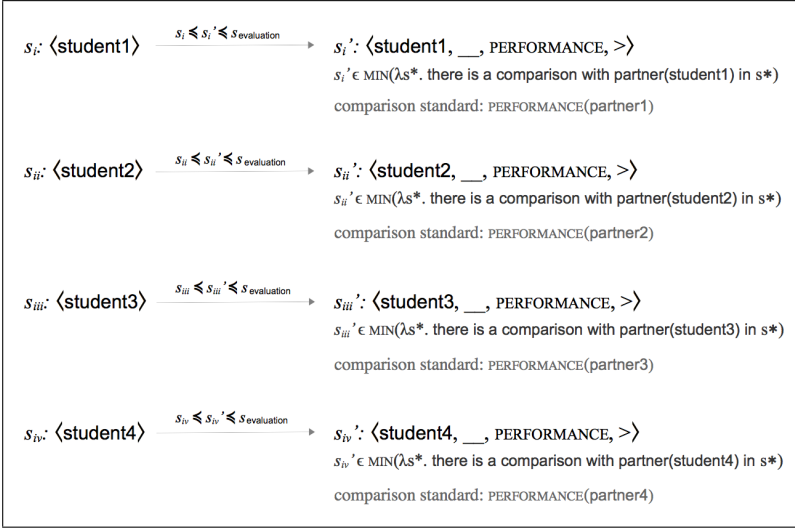 sᵢ: ⟨student1⟩ sᵢ ≼ sᵢ’ ≼ s evaluation sᵢ’: ⟨student1, __, PERFORMANCE, >⟩
sᵢ’ ϵ MIN(λs*. there is a comparison with partner(student1) in s*)
comparison standard: PERFORMANCE(partner1)
sᵢᵢ: ⟨student2⟩ sᵢᵢ ≼ sᵢᵢ’ ≼ s evaluation sᵢᵢ’: ⟨student2, __, PERFORMANCE, >⟩
sᵢᵢ’ ϵ MIN(λs*. there is a comparison with partner(student2) in s*)
comparison standard: PERFORMANCE(partner2)
sᵢᵢᵢ: ⟨student3⟩ sᵢᵢᵢ ≼ sᵢᵢᵢ’ ≼ s evaluation sᵢᵢᵢ’: ⟨student3, __, PERFORMANCE, >⟩
sᵢᵢᵢ’ ϵ MIN(λs*. there is a comparison with partner(student3) in s*)
comparison standard: PERFORMANCE(partner3)
sᵢᵥ: ⟨student4⟩ sᵢᵥ ≼ sᵢᵥ’ ≼ s evaluation sᵢᵥ’: ⟨student4, __, PERFORMANCE, >⟩
sᵢᵥ’ ϵ MIN(λs*. there is a comparison with partner(student4) in s*)
comparison standard: PERFORMANCE(partner4)